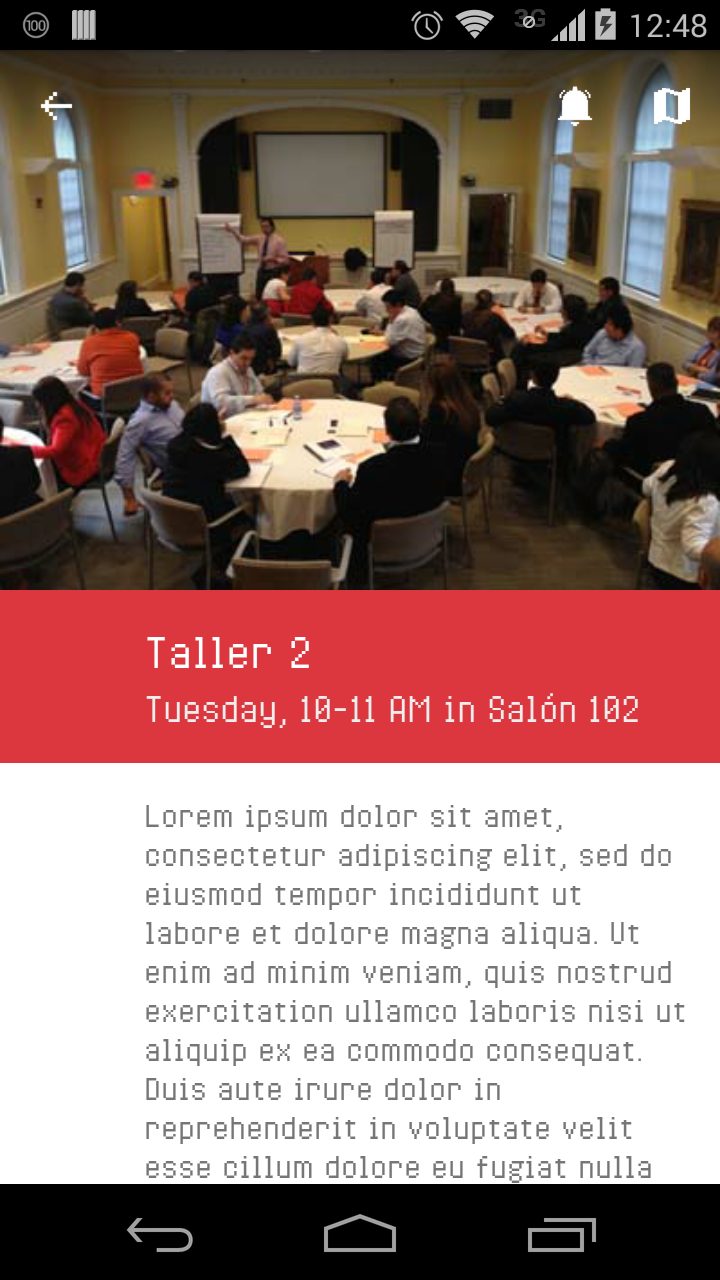 100
3G
12:48
Taller 2
Tuesday, 10-11 AM in Salón 102
Lorem ipsum dolor sit amet,
consectetur adipiscing elit, sed do
eiusmod tempor incididunt ut
labore et dolore magna aliqua. Ut
enim ad minim veniam, quis nostrud
exercitation ullamco laboris nisi ut
aliquip ex ea commodo consequat.
Duis aute irure dolor in
reprehenderit in voluptate velit
esse cillum dolore eu fugiat nulla